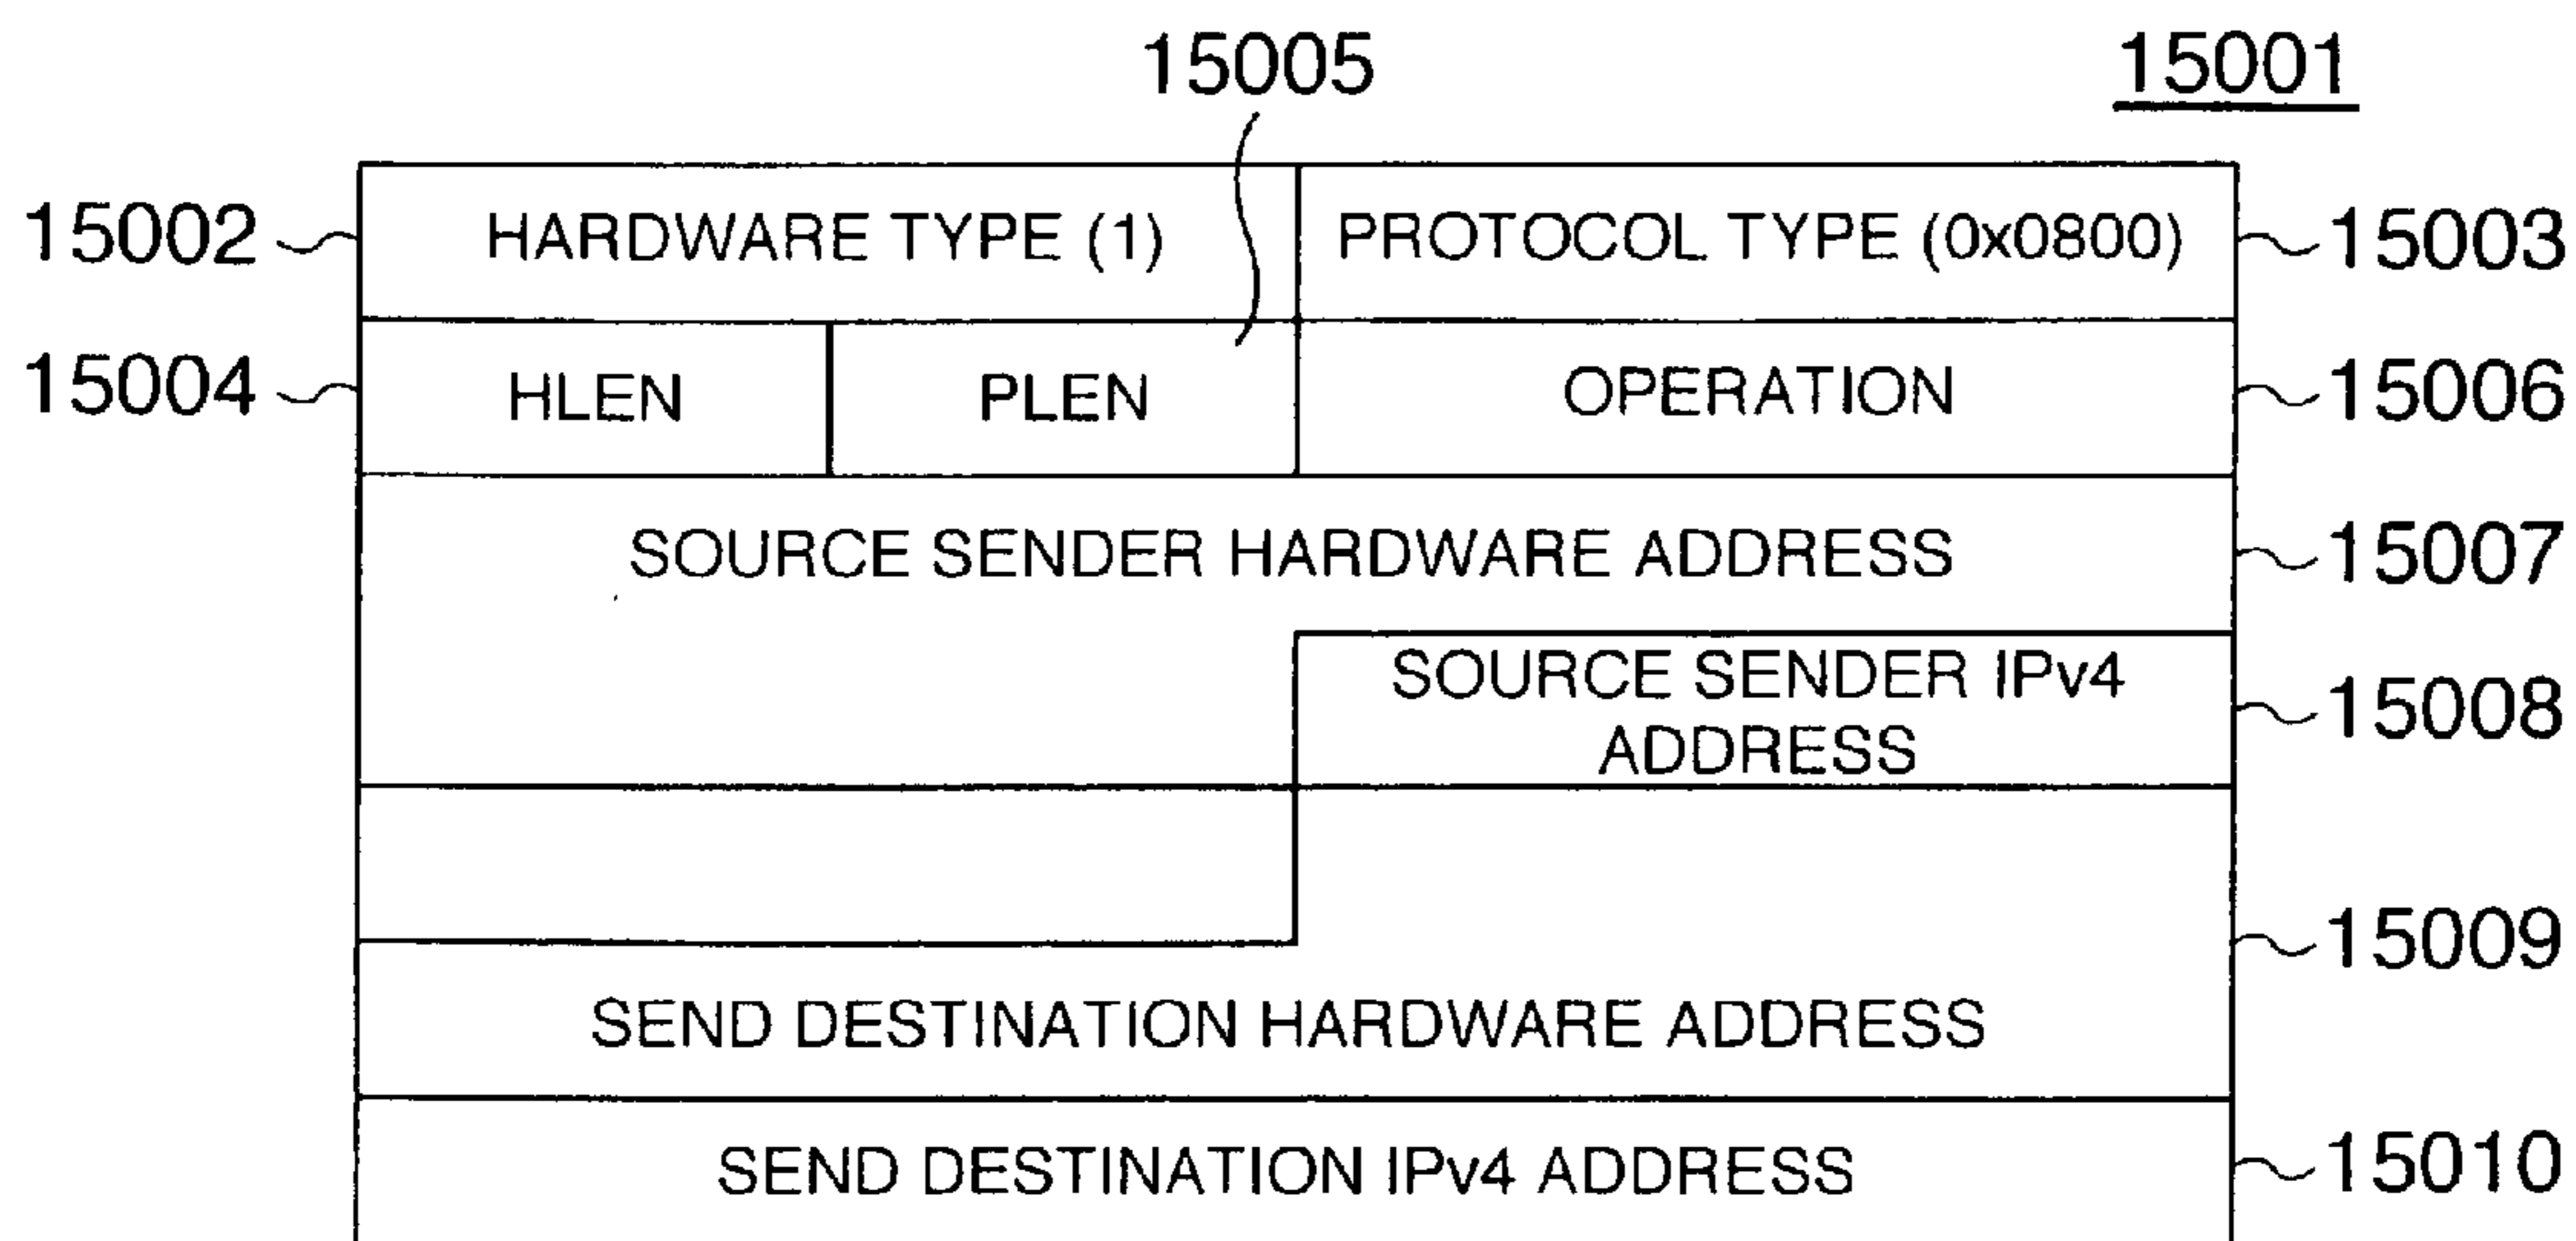 15005
15001
15002
HARDWARE TYPE (1)
PROTOCOL TYPE (0x0800)
15003
15004
HLEN
PLEN
OPERATION
15006
SOURCE SENDER HARDWARE ADDRESS
15007
SOURCE SENDER IPv4
ADDRESS
15008
15009
SEND DESTINATION HARDWARE ADDRESS
SEND DESTINATION IPv4 ADDRESS
15010